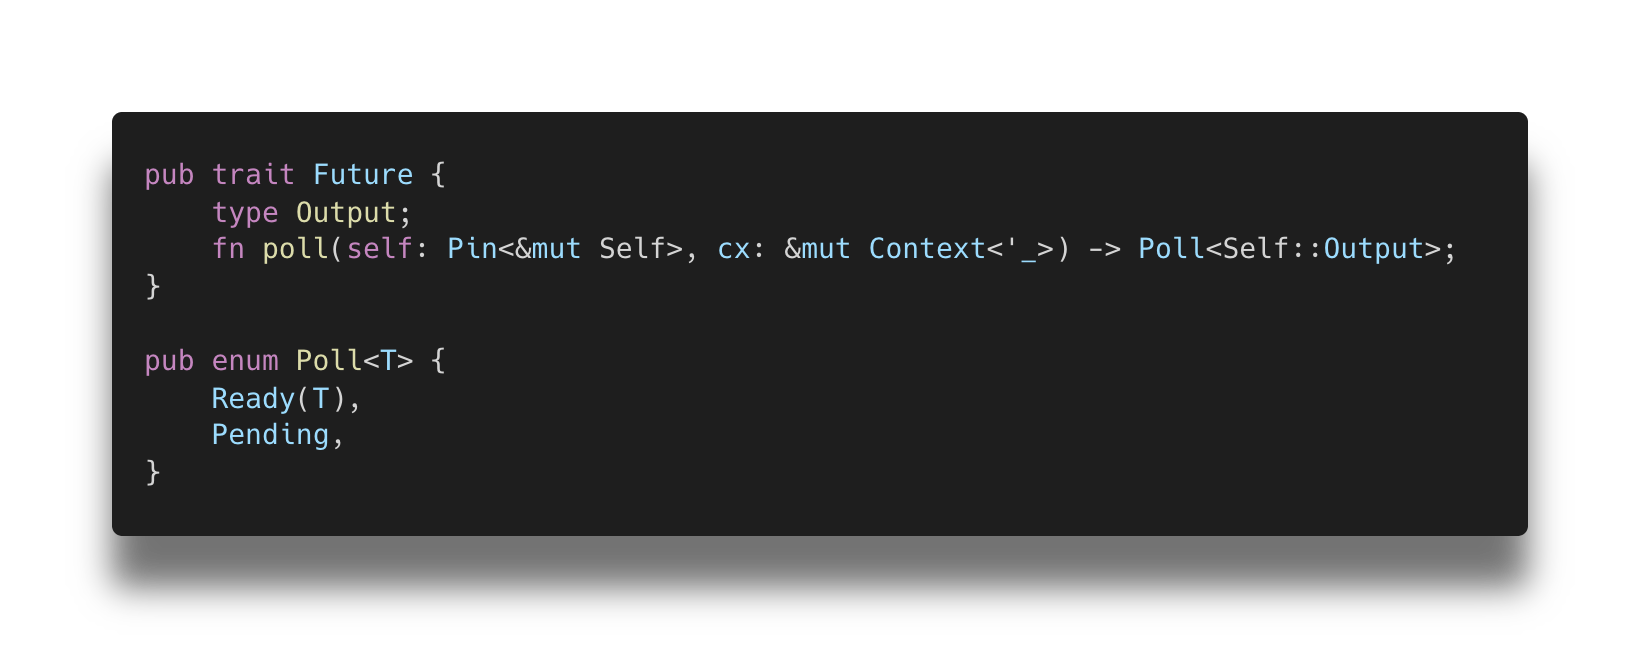 pub trait Future {
    type Output;
    fn poll(self: Pin<&mut Self>, cx: &mut Context<'_>) -> Poll<Self::Output>;
}

pub enum Poll<T> {
    Ready(T),
    Pending,
}